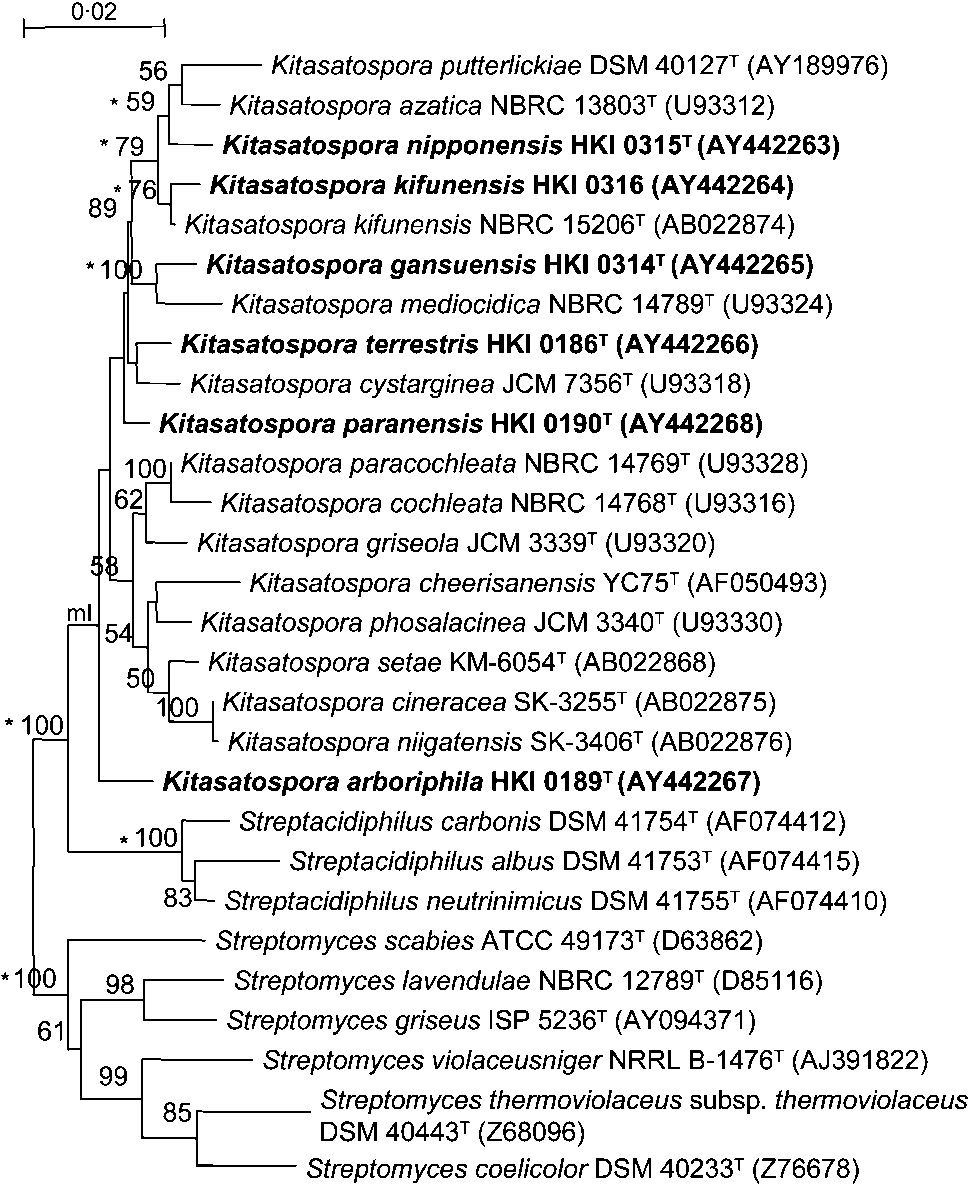 0·02
56
Kitasatospora putterlickiae DSM 40127ᵀ (AY189976)
* 59
Kitasatospora azatica NBRC 13803ᵀ (U93312)
* 79
Kitasatospora nipponensis HKI 0315ᵀ (AY442263)
* 76
Kitasatospora kifunensis HKI 0316 (AY442264)
89
Kitasatospora kifunensis NBRC 15206ᵀ (AB022874)
* 100
Kitasatospora gansuensis HKI 0314ᵀ (AY442265)
Kitasatospora mediocidica NBRC 14789ᵀ (U93324)
Kitasatospora terrestris HKI 0186ᵀ (AY442266)
Kitasatospora cystarginea JCM 7356ᵀ (U93318)
Kitasatospora paranensis HKI 0190ᵀ (AY442268)
100
Kitasatospora paracochleata NBRC 14769ᵀ (U93328)
62
Kitasatospora cochleata NBRC 14768ᵀ (U93316)
Kitasatospora griseola JCM 3339ᵀ (U93320)
58
Kitasatospora cheerisanensis YC75ᵀ (AF050493)
ml
54
Kitasatospora phosalacinea JCM 3340ᵀ (U93330)
Kitasatospora setae KM-6054ᵀ (AB022868)
50
100
Kitasatospora cineracea SK-3255ᵀ (AB022875)
* 100
Kitasatospora niigatensis SK-3406ᵀ (AB022876)
Kitasatospora arboriphila HKI 0189ᵀ (AY442267)
Streptacidiphilus carbonis DSM 41754ᵀ (AF074412)
* 100
Streptacidiphilus albus DSM 41753ᵀ (AF074415)
83
Streptacidiphilus neutrinimicus DSM 41755ᵀ (AF074410)
Streptomyces scabies ATCC 49173ᵀ (D63862)
* 100
98
Streptomyces lavendulae NBRC 12789ᵀ (D85116)
61
Streptomyces griseus ISP 5236ᵀ (AY094371)
Streptomyces violaceusniger NRRL B-1476ᵀ (AJ391822)
99
Streptomyces thermoviolaceus subsp. thermoviolaceus
85
DSM 40443ᵀ (Z68096)
Streptomyces coelicolor DSM 40233ᵀ (Z76678)